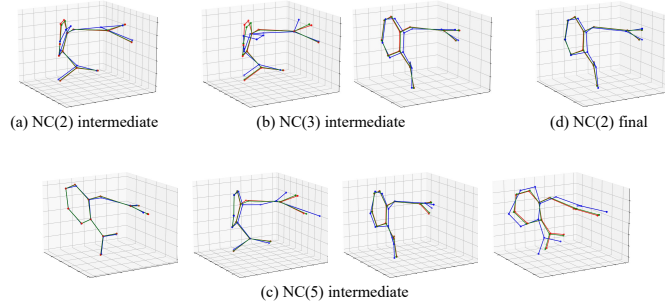 (a) NC(2) intermediate
(b) NC(3) intermediate
(d) NC(2) final
(c) NC(5) intermediate